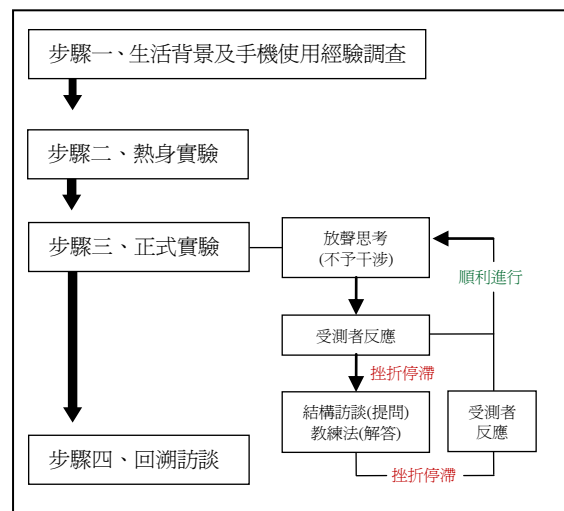 步驟一、生活背景及手機使用經驗調查
步驟二、熱身實驗
步驟三、正式實驗
放聲思考
(不予干涉)
順利進行
受測者反應
挫折停滯
結構訪談(提問)
教練法(解答)
受測者
反應
步驟四、回溯訪談
挫折停滯